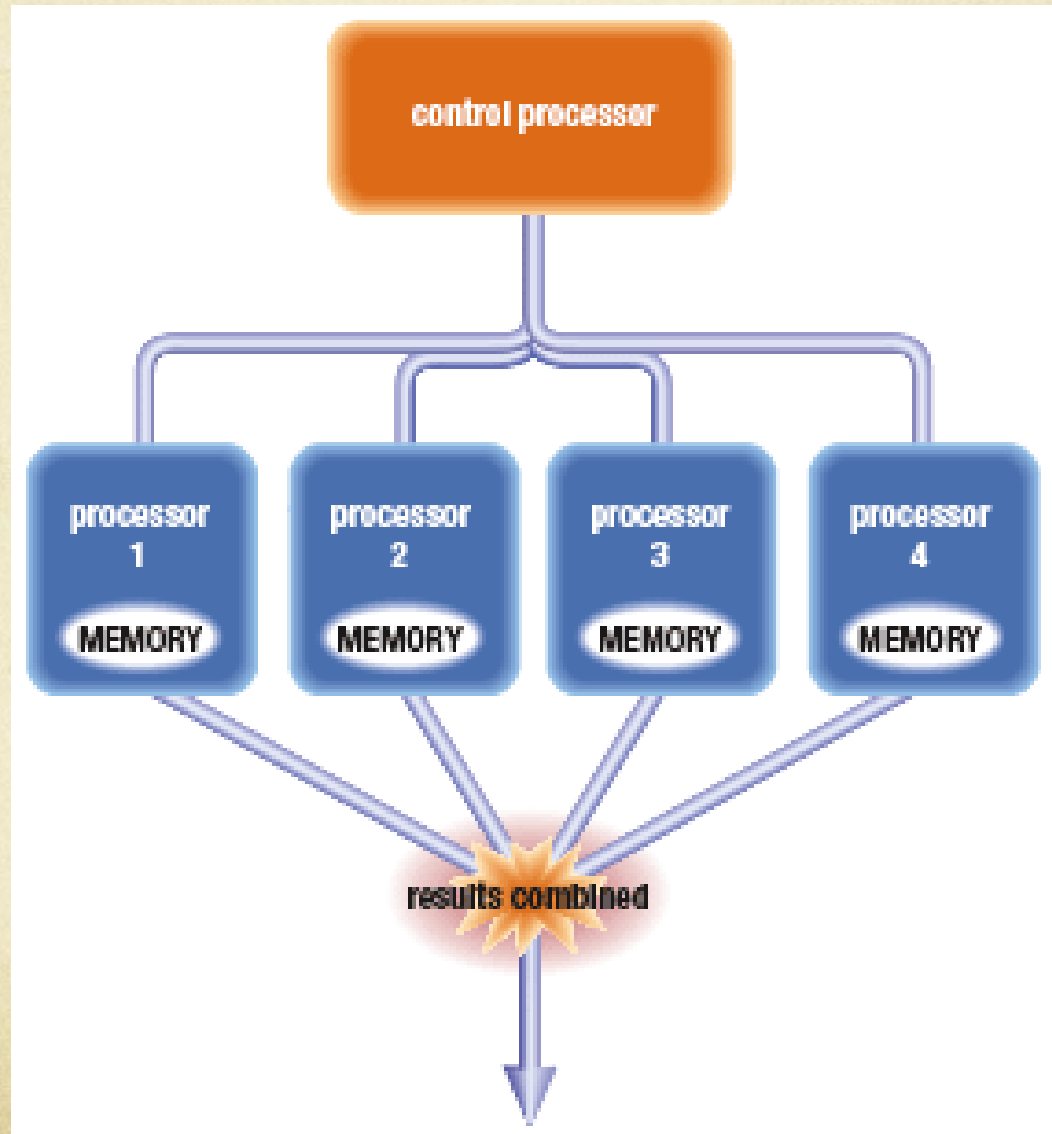 control processor
processor
1
MEMORY
processor
2
MEMORY
processor
3
MEMORY
processor
4
MEMORY
results combined